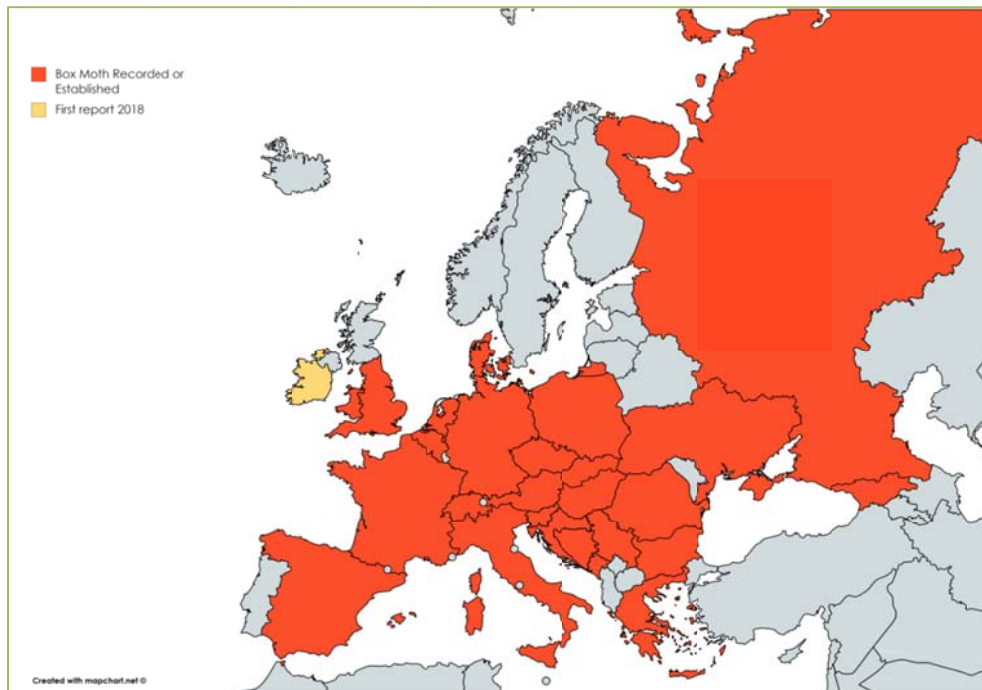 Box Moth Recorded or
Established
First report 2018
Created with mapchart.net ©